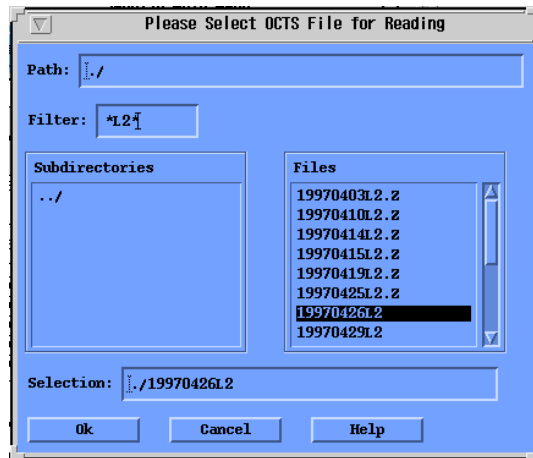 Please Select OCTS File for Reading
Path: ./
Filter: *L2*
Subdirectories
../
Files
19970403L2.Z
19970410L2.Z
19970414L2.Z
19970415L2.Z
19970419L2.Z
19970425L2.Z
19970426L2
19970429L2
Selection: ./19970426L2
Ok Cancel Help